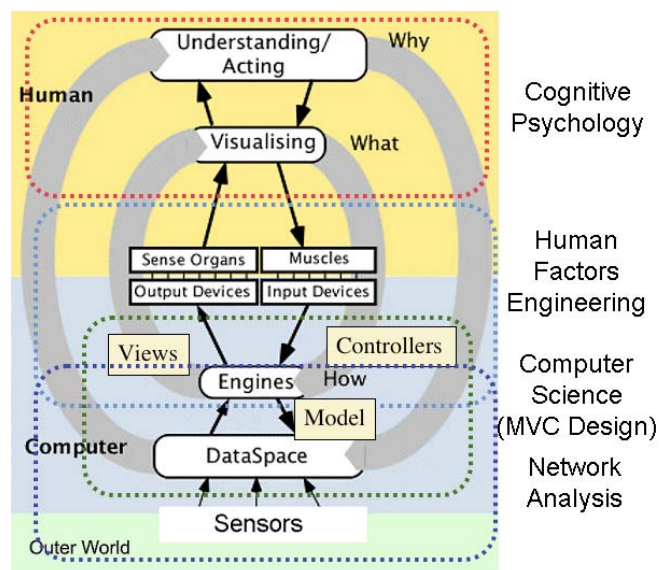 Understanding/
Acting
Why
Human
Cognitive
Psychology
Visualising
What
Sense Organs
Muscles
Output Devices
Input Devices
Human
Factors
Engineering
Views
Controllers
Engines
How
Computer
Science
(MVC Design)
Model
Computer
DataSpace
Network
Analysis
Sensors
Outer World